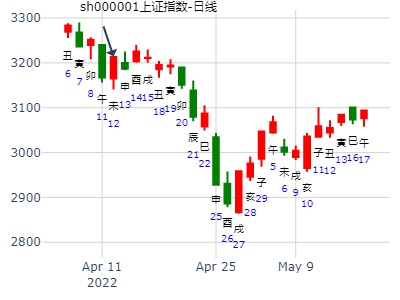 sh000001上证指数-日线
3300
3200
3100
3000
2900
2800
丑 6
寅 7
卯 8
午 11
未 12
申 13
酉 14
戌 15
丑 18
寅 19
卯 20
辰 21
巳 22
申 25
酉 26
戌 27
亥 28
子 29
午 5
未 6
戌 9
亥 10
子 11
丑 12
寅 13
巳 16
午 17
Apr 11
2022
Apr 25
May 9